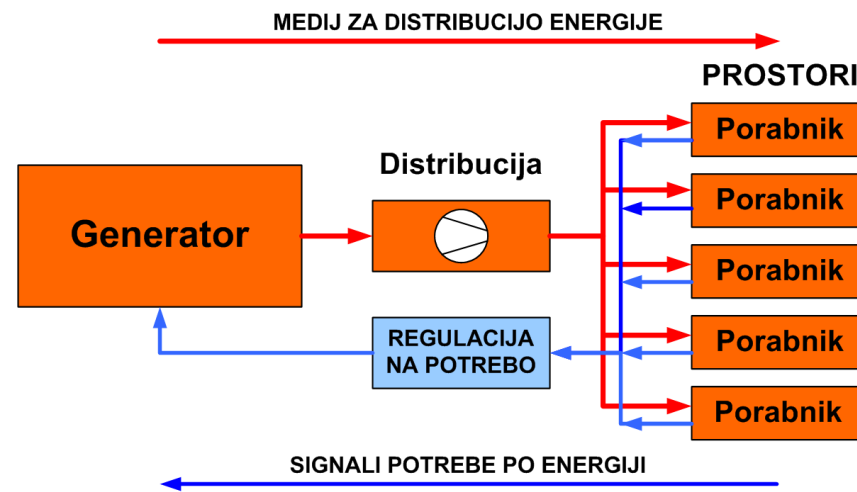 MEDIJ ZA DISTRIBUCIJO ENERGIJE
PROSTORI
Porabnik
Distribucija
Porabnik
Generator
Porabnik
REGULACIJA
NA POTREBO
Porabnik
Porabnik
SIGNALI POTREBE PO ENERGIJI